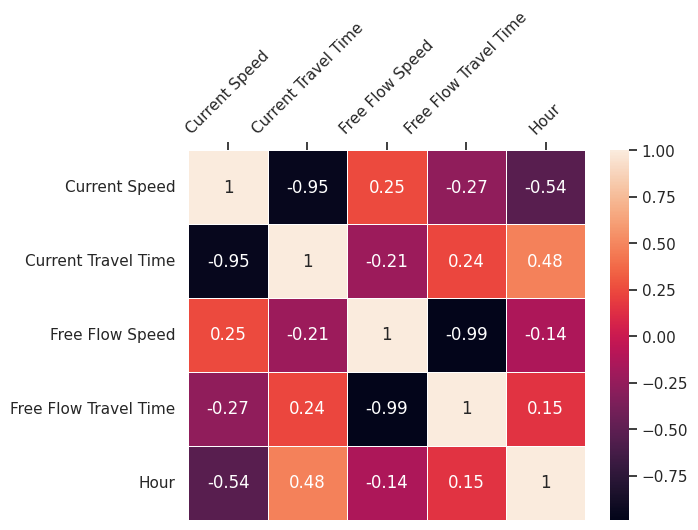 Current Speed
Current Travel Time
Free Flow Speed
Free Flow Travel Time
Hour
Current Speed 1 -0.95 0.25 -0.27 -0.54
Current Travel Time -0.95 1 -0.21 0.24 0.48
Free Flow Speed 0.25 -0.21 1 -0.99 -0.14
Free Flow Travel Time -0.27 0.24 -0.99 1 0.15
Hour -0.54 0.48 -0.14 0.15 1
1.00
0.75
0.50
0.25
0.00
−0.25
−0.50
−0.75